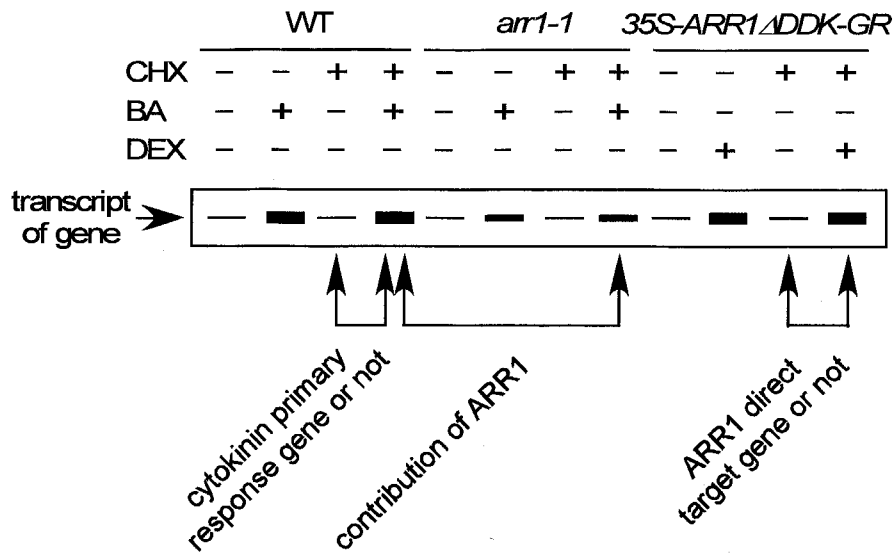 WT arr1-1 35S-ARR1ΔDDK-GR
CHX – – + + – – + + – – + +
BA – + – + – + – + – – – –
DEX – – – – – – – – – + – +
transcript
of gene
cytokinin primary
response gene or not
contribution of ARR1
ARR1 direct
target gene or not